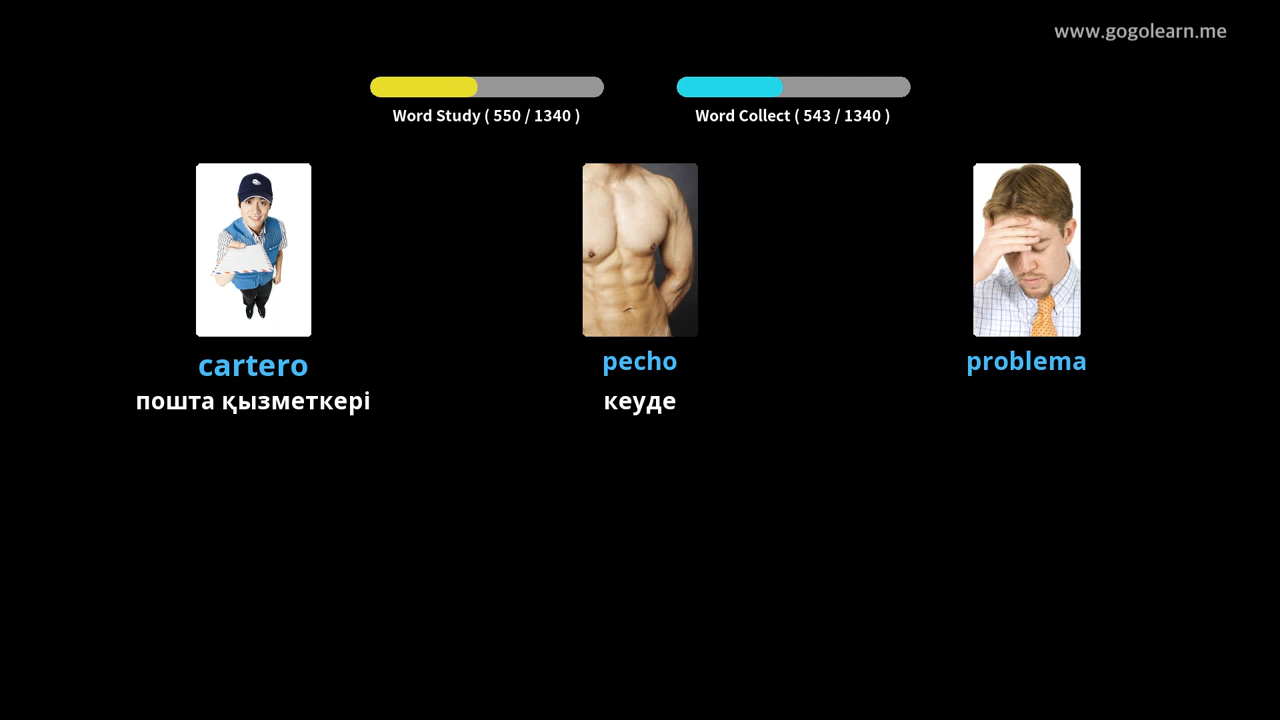 www.gogolearn.me
Word Study ( 550 / 1340 )
Word Collect ( 543 / 1340 )
cartero
пошта қызметкері
pecho
кеуде
problema